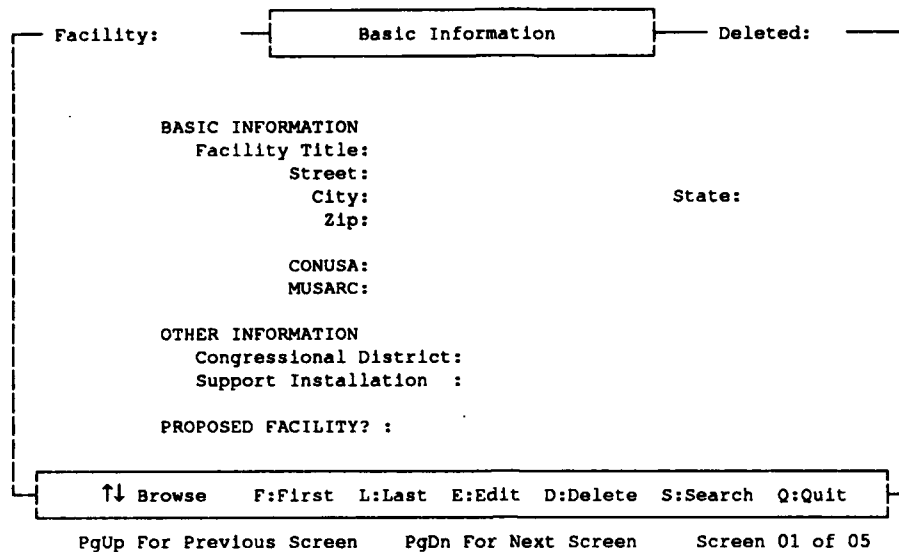 Facility: Basic Information Deleted:
BASIC INFORMATION
Facility Title:
Street:
City: State:
Zip:
CONUSA:
MUSARC:
OTHER INFORMATION
Congressional District:
Support Installation :
PROPOSED FACILITY? :
↑↓ Browse F:First L:Last E:Edit D:Delete S:Search Q:Quit
PgUp For Previous Screen PgDn For Next Screen Screen 01 of 05